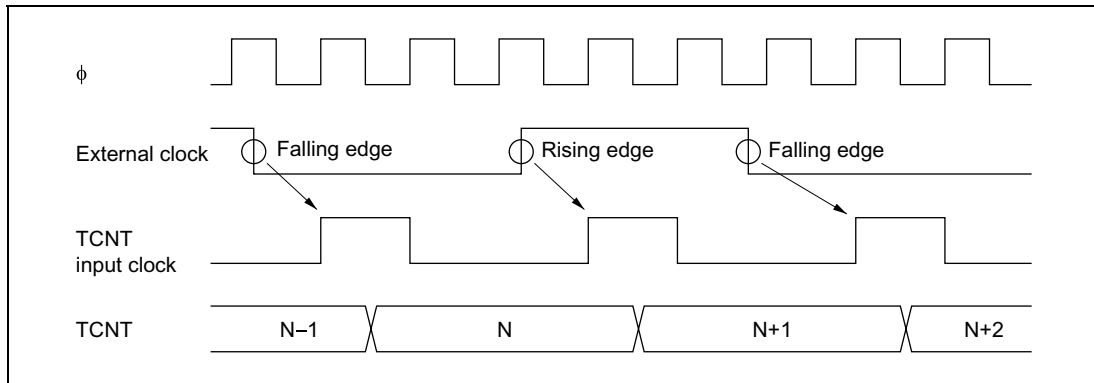 φ
External clock
Falling edge
Rising edge
Falling edge
TCNT
input clock
TCNT
N–1
N
N+1
N+2